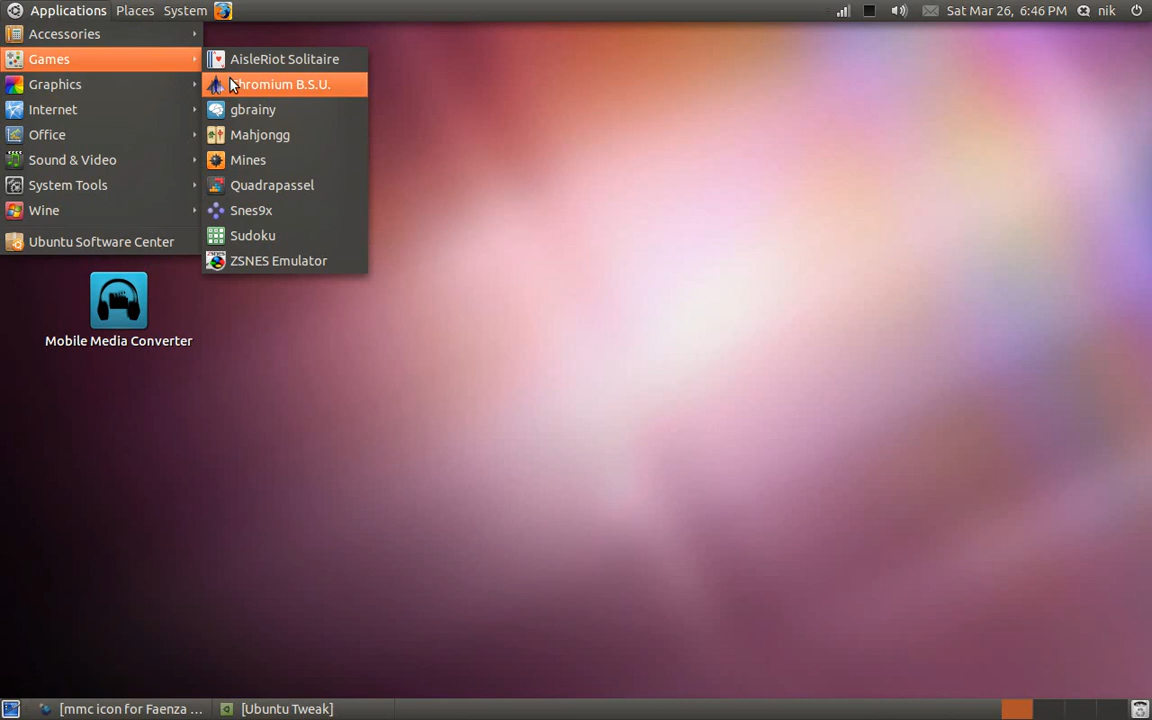 Applications Places System Sat Mar 26, 6:46 PM nik
Accessories
Games
Graphics
Internet
Office
Sound & Video
System Tools
Wine
Ubuntu Software Center
AisleRiot Solitaire
hromium B.S.U.
gbrainy
Mahjongg
Mines
Quadrapassel
Snes9x
Sudoku
ZSNES Emulator
Mobile Media Converter
[mmc icon for Faenza ... [Ubuntu Tweak]